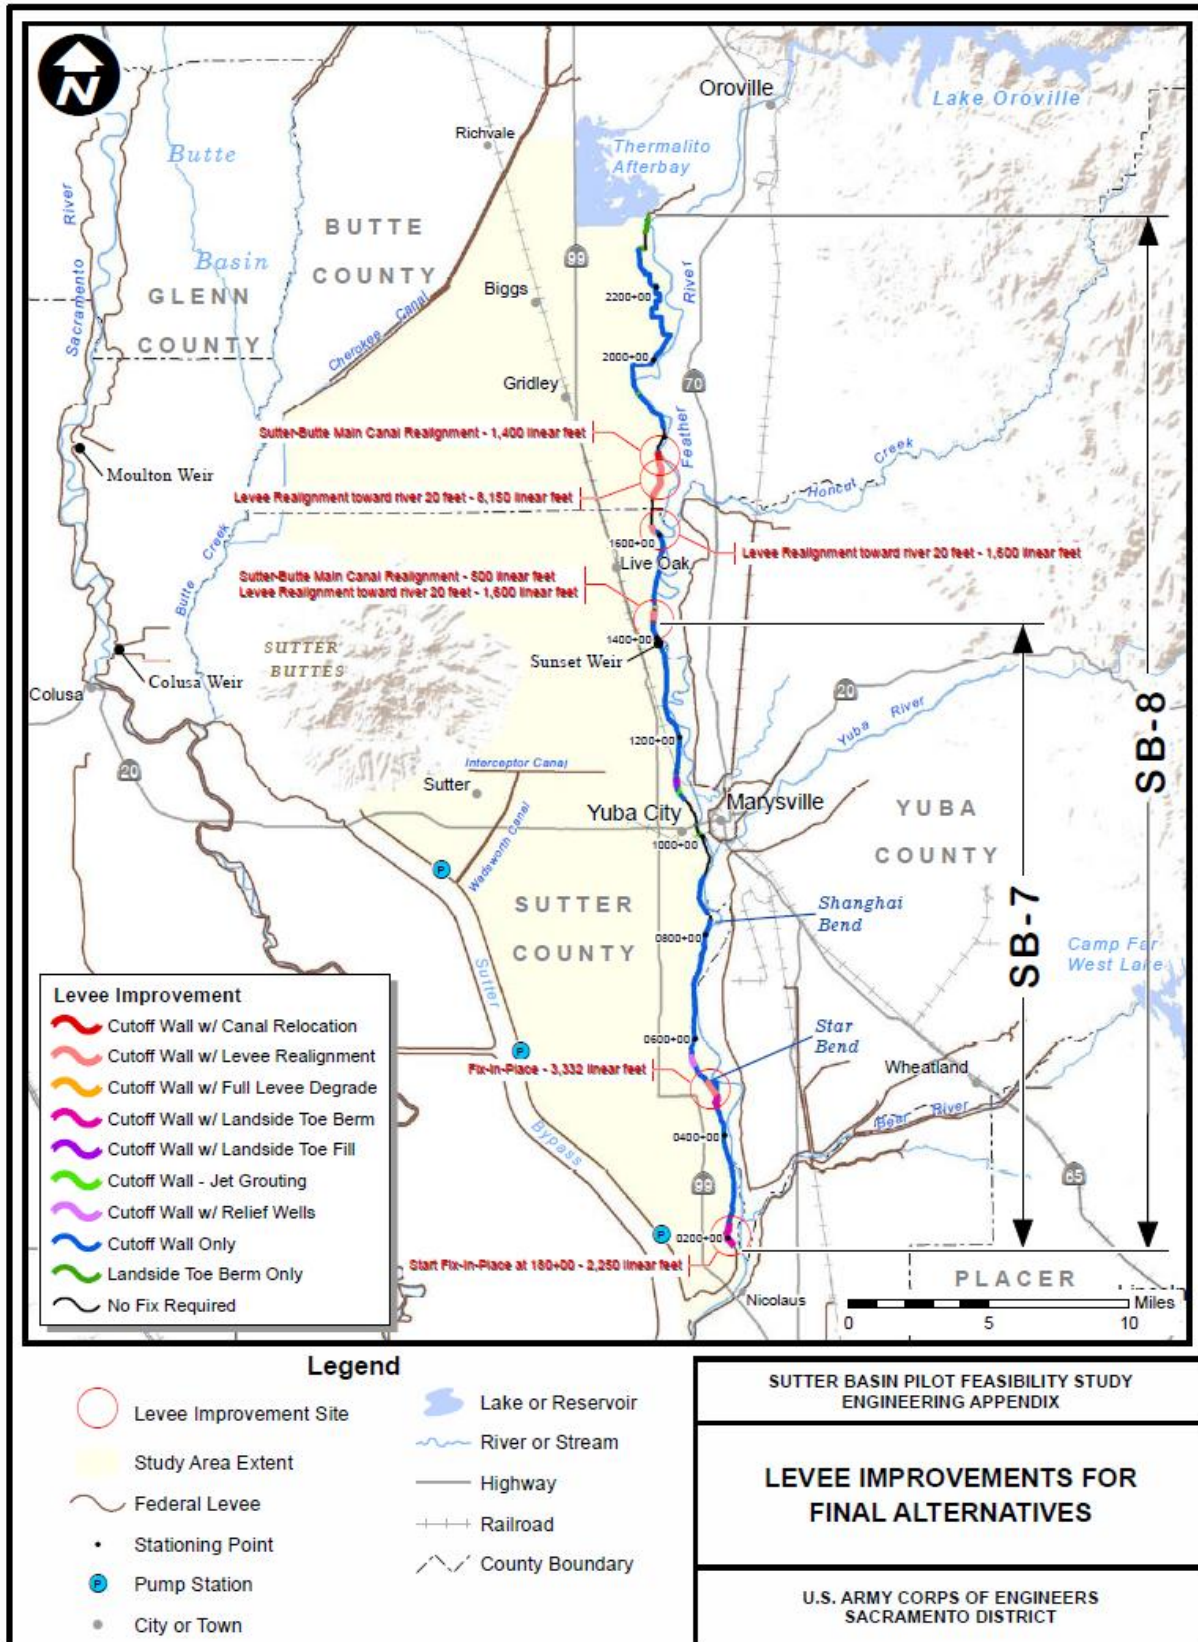 N
Oroville
Lake Oroville
Richvale
Thermalito
Afterbay
Butte
Basin
Sacramento River
BUTTE
COUNTY
GLENN
COUNTY
99
Biggs
Cherokee Canal
River
2200+00
2000+00
Gridley
70
Feather
Sutter-Butte Main Canal Realignment - 1,400 linear feet
Moulton Weir
Honcut Creek
Levee Realignment toward river 20 feet - 6,150 linear feet
1600+00
Levee Realignment toward river 20 feet - 1,600 linear feet
Live Oak
Butte Creek
Sutter-Butte Main Canal Realignment - 500 linear feet
Levee Realignment toward river 20 feet - 1,600 linear feet
1400+00
SUTTER
BUTTES
Sunset Weir
Colusa Weir
Colusa
20
Yuba River
SB-8
1200+00
20
Interceptor Canal
Sutter
Yuba City
Marysville
YUBA
COUNTY
1000+00
Wadsworth Canal
P
SUTTER
COUNTY
Shanghai
Bend
SB-7
0800+00
Camp Far
West Lake
Sutter
Levee Improvement
Cutoff Wall w/ Canal Relocation
Cutoff Wall w/ Levee Realignment
Cutoff Wall w/ Full Levee Degrade
Cutoff Wall w/ Landside Toe Berm
Cutoff Wall w/ Landside Toe Fill
Cutoff Wall - Jet Grouting
Cutoff Wall w/ Relief Wells
Cutoff Wall Only
Landside Toe Berm Only
No Fix Required
Star
Bend
0600+00
P
Fix-In-Place - 3,332 linear feet
Wheatland
Bear River
0400+00
Bypass
99
65
P
0200+00
Start Fix-In-Place at 180+00 - 2,250 linear feet
PLACER
Nicolaus
Miles
0 5 10
Legend
Levee Improvement Site
Study Area Extent
Federal Levee
Stationing Point
P Pump Station
City or Town
Lake or Reservoir
River or Stream
Highway
Railroad
County Boundary
SUTTER BASIN PILOT FEASIBILITY STUDY
ENGINEERING APPENDIX
LEVEE IMPROVEMENTS FOR
FINAL ALTERNATIVES
U.S. ARMY CORPS OF ENGINEERS
SACRAMENTO DISTRICT